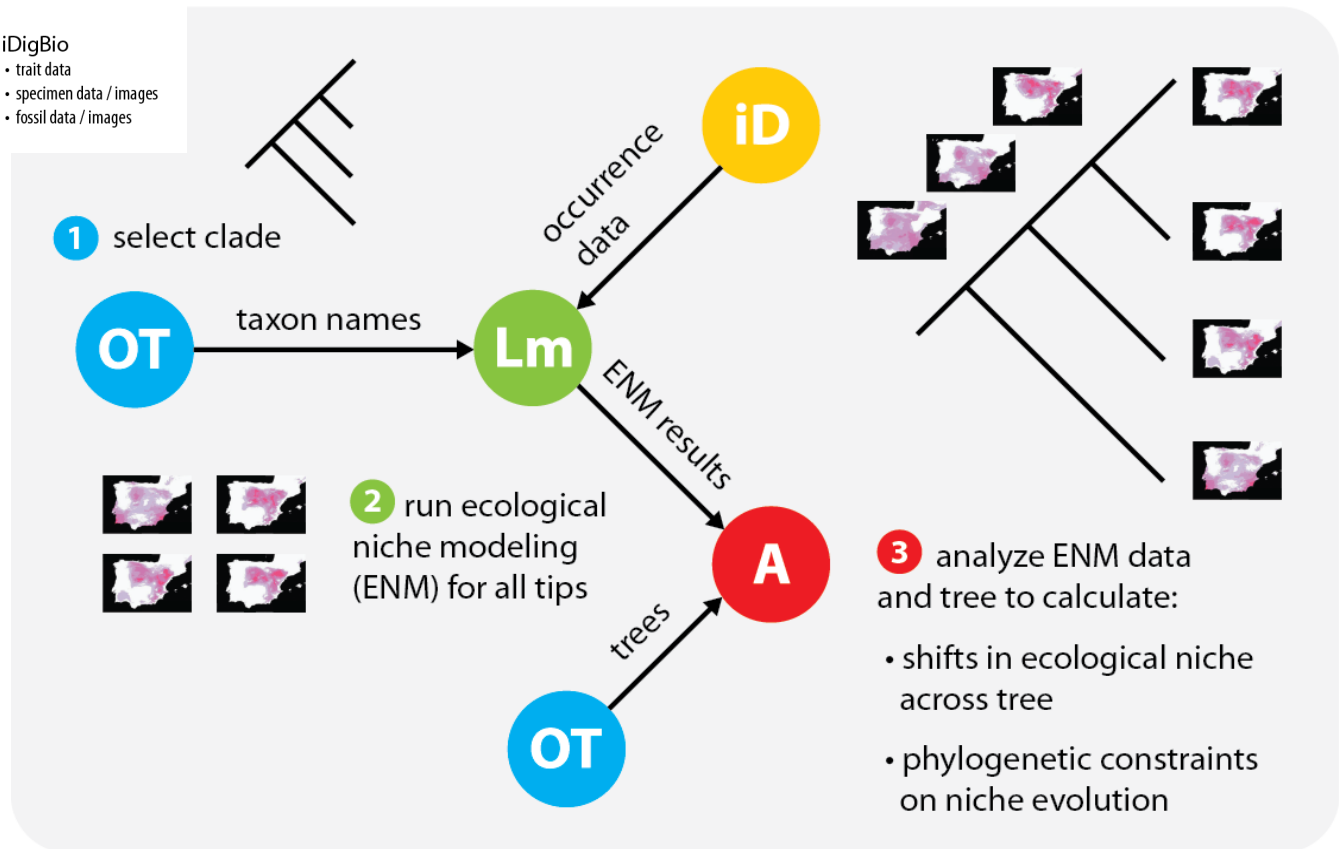 iDigBio
• trait data
• specimen data / images
• fossil data / images
1 select clade
OT
taxon names
Lm
iD
occurrence
data
ENM results
2 run ecological
niche modeling
(ENM) for all tips
A
trees
OT
3 analyze ENM data
and tree to calculate:
• shifts in ecological niche
across tree
• phylogenetic constraints
on niche evolution